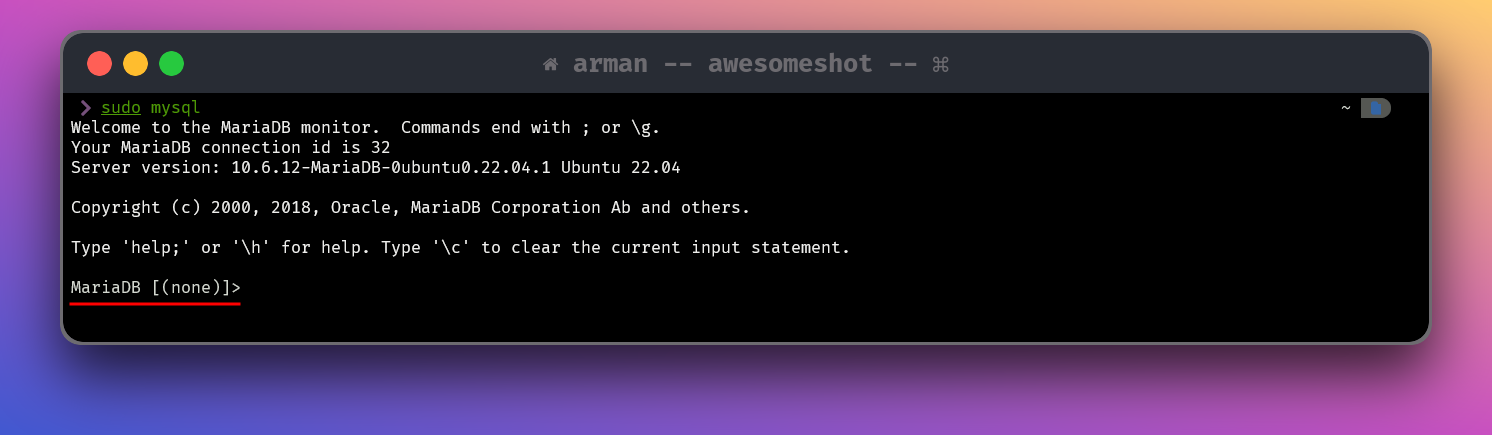 arman -- awesomeshot -- ⌘
❯ sudo mysql ~
Welcome to the MariaDB monitor.  Commands end with ; or \g.
Your MariaDB connection id is 32
Server version: 10.6.12-MariaDB-0ubuntu0.22.04.1 Ubuntu 22.04
Copyright (c) 2000, 2018, Oracle, MariaDB Corporation Ab and others.
Type 'help;' or '\h' for help. Type '\c' to clear the current input statement.
MariaDB [(none)]>